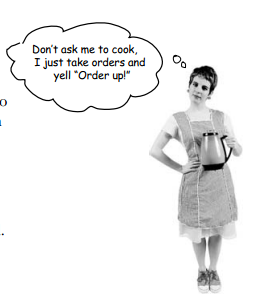 Don't ask me to cook,
I just take orders and
yell "Order up!"
o
..